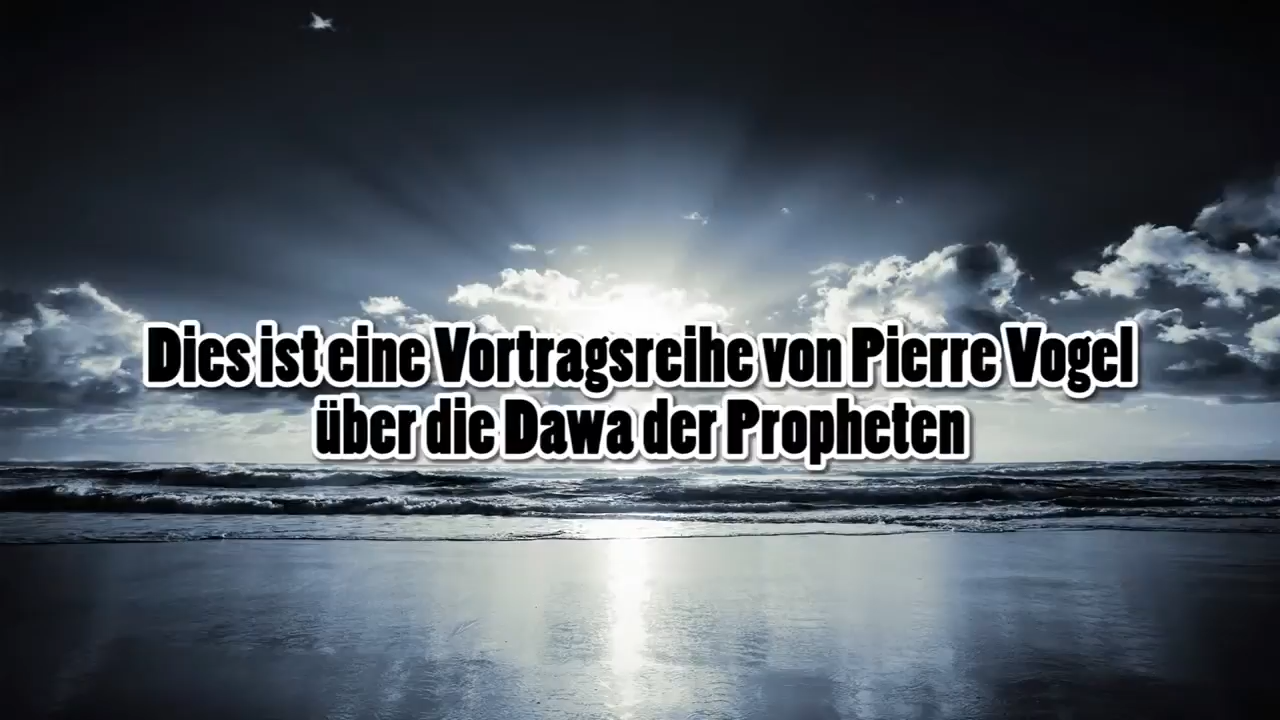 Dies ist eine Vortragsreihe von Pierre Vogel
über die Dawa der Propheten